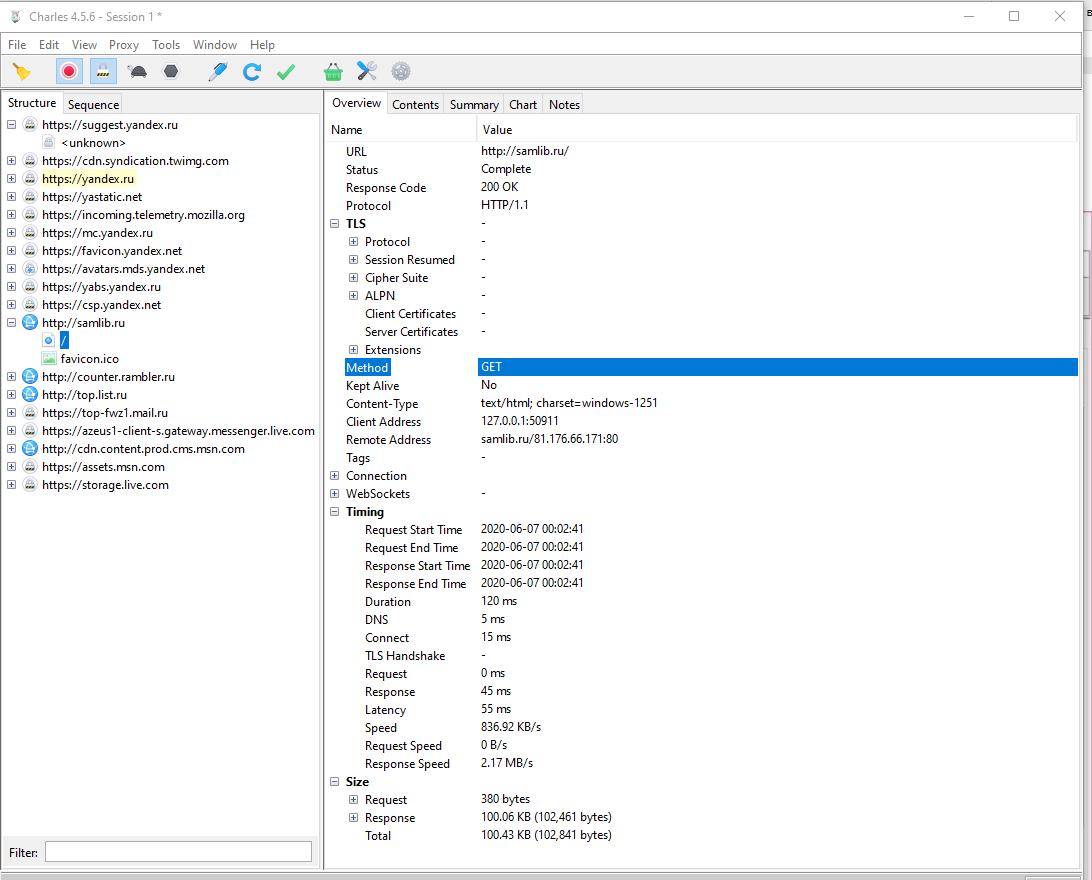 Charles 4.5.6 - Session 1 *
File Edit View Proxy Tools Window Help
Structure Sequence
https://suggest.yandex.ru
<unknown>
https://cdn.syndication.twimg.com
https://yandex.ru
https://yastatic.net
https://incoming.telemetry.mozilla.org
https://mc.yandex.ru
https://favicon.yandex.net
https://avatars.mds.yandex.net
https://yabs.yandex.ru
https://csp.yandex.net
http://samlib.ru
/
favicon.ico
http://counter.rambler.ru
http://top.list.ru
https://top-fwz1.mail.ru
https://azeus1-client-s.gateway.messenger.live.com
http://cdn.content.prod.cms.msn.com
https://assets.msn.com
https://storage.live.com
Filter:
Overview Contents Summary Chart Notes
Name Value
URL http://samlib.ru/
Status Complete
Response Code 200 OK
Protocol HTTP/1.1
TLS -
Protocol -
Session Resumed -
Cipher Suite -
ALPN -
Client Certificates -
Server Certificates -
Extensions
Method GET
Kept Alive No
Content-Type text/html; charset=windows-1251
Client Address 127.0.0.1:50911
Remote Address samlib.ru/81.176.66.171:80
Tags -
Connection
WebSockets -
Timing
Request Start Time 2020-06-07 00:02:41
Request End Time 2020-06-07 00:02:41
Response Start Time 2020-06-07 00:02:41
Response End Time 2020-06-07 00:02:41
Duration 120 ms
DNS 5 ms
Connect 15 ms
TLS Handshake -
Request 0 ms
Response 45 ms
Latency 55 ms
Speed 836.92 KB/s
Request Speed 0 B/s
Response Speed 2.17 MB/s
Size
Request 380 bytes
Response 100.06 KB (102,461 bytes)
Total 100.43 KB (102,841 bytes)